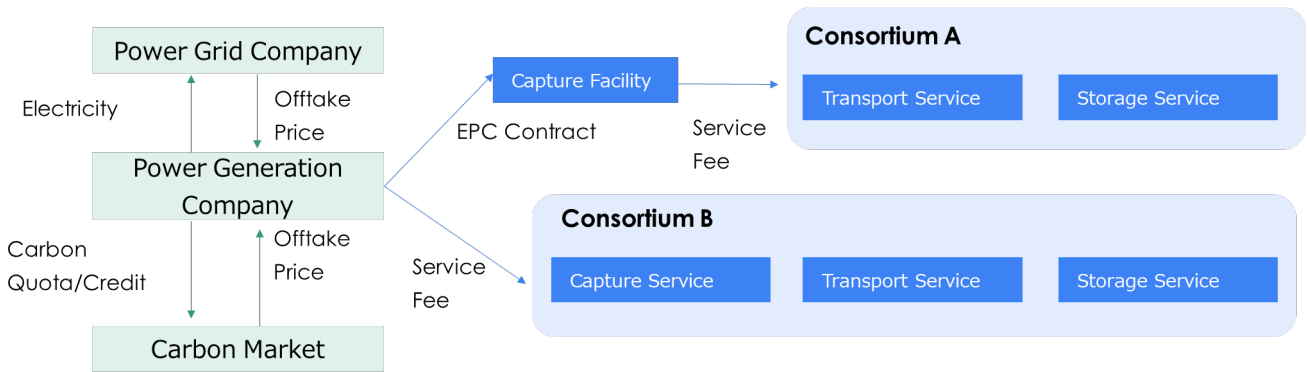 Power Grid Company
Electricity
Offtake
Price
Power Generation
Company
Carbon
Quota/Credit
Offtake
Price
Carbon Market
Capture Facility
EPC Contract
Service
Fee
Consortium A
Transport Service
Storage Service
Service
Fee
Consortium B
Capture Service
Transport Service
Storage Service